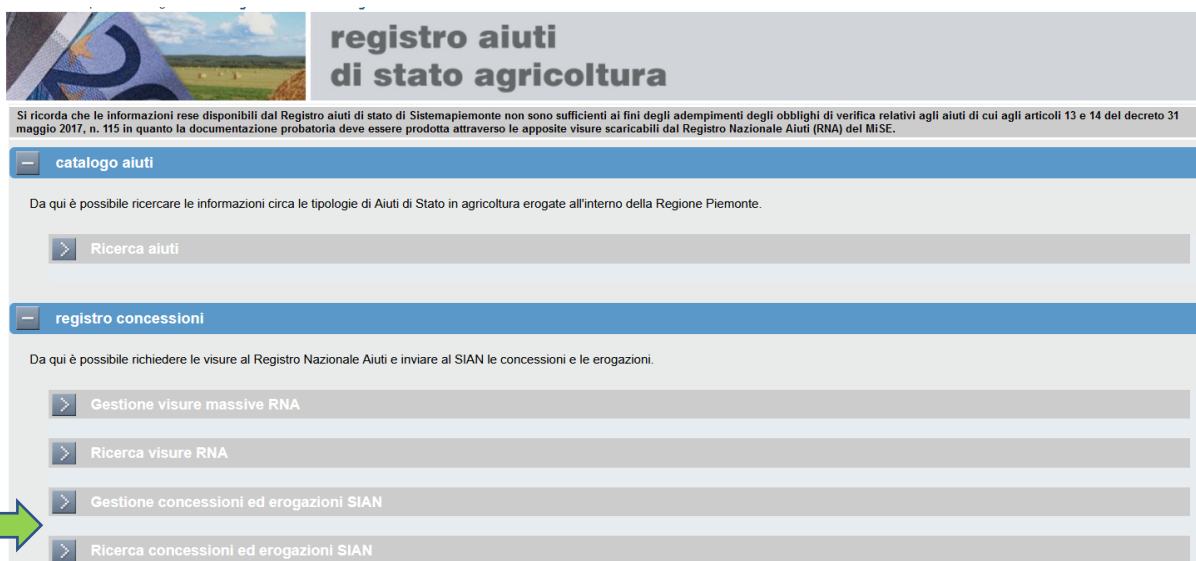 registro aiuti
di stato agricoltura
Si ricorda che le informazioni rese disponibili dal Registro aiuti di stato di Sistemapiemonte non sono sufficienti ai fini degli adempimenti degli obblighi di verifica relativi agli aiuti di cui agli articoli 13 e 14 del decreto 31
maggio 2017, n. 115 in quanto la documentazione probatoria deve essere prodotta attraverso le apposite visure scaricabili dal Registro Nazionale Aiuti (RNA) del MiSE.
catalogo aiuti
Da qui è possibile ricercare le informazioni circa le tipologie di Aiuti di Stato in agricoltura erogate all'interno della Regione Piemonte.
Ricerca aiuti
registro concessioni
Da qui è possibile richiedere le visure al Registro Nazionale Aiuti e inviare al SIAN le concessioni e le erogazioni.
Gestione visure massive RNA
Ricerca visure RNA
Gestione concessioni ed erogazioni SIAN
Ricerca concessioni ed erogazioni SIAN